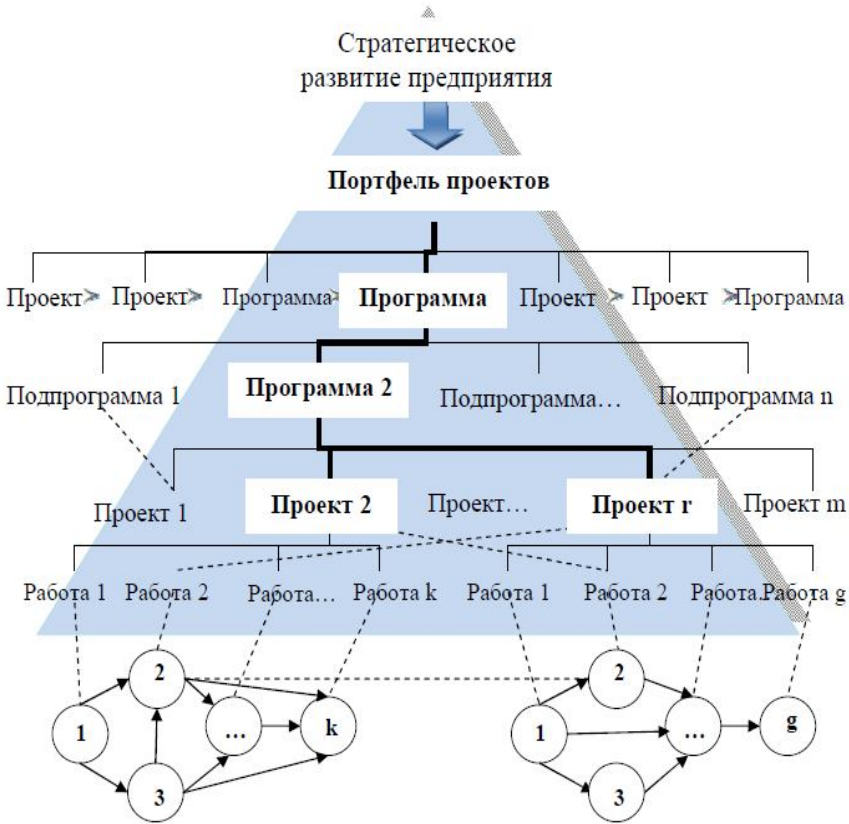 Стратегическое
развитие предприятия
Портфель проектов
Проект > Проект > Программа > Программа Проект > Проект > Программа
Подпрограмма 1 Программа 2 Подпрограмма… Подпрограмма n
Проект 1 Проект 2 Проект… Проект r Проект m
Работа 1 Работа 2 Работа… Работа k Работа 1 Работа 2 Работа.. Работа g
2 2
1 … k 1 … g
3 3